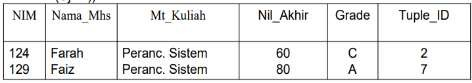 NIM Nama_Mhs Mt_Kuliah Nil_Akhir Grade Tuple_ID
124 Farah Peranc. Sistem 60 C 2
129 Faiz Peranc. Sistem 80 A 7